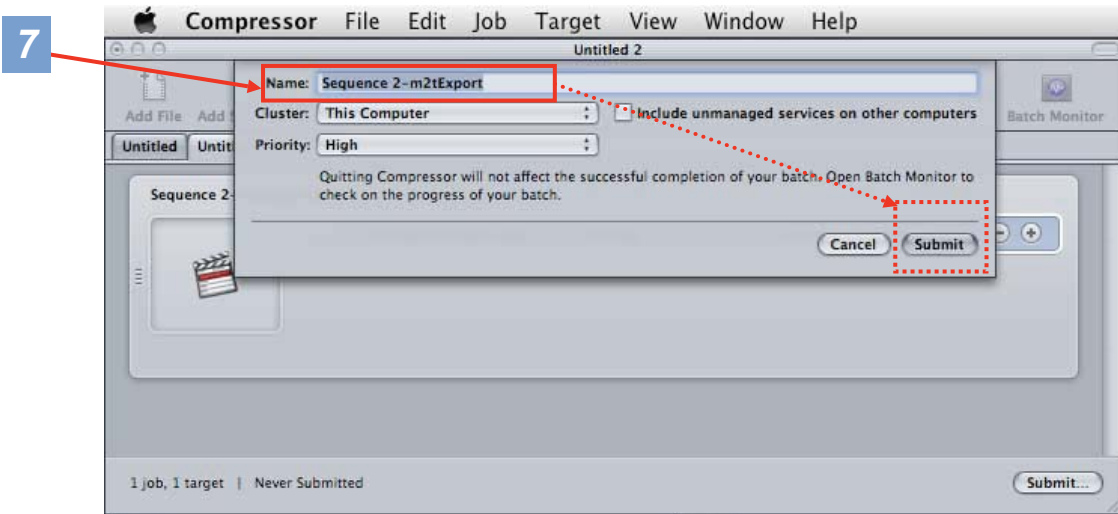 7
Compressor File Edit Job Target View Window Help
Untitled 2
Name: Sequence 2-m2tExport
Add File Add
Cluster: This Computer Include unmanaged services on other computers
Batch Monitor
Untitled Untit
Priority: High
Quitting Compressor will not affect the successful completion of your batch. Open Batch Monitor to
check on the progress of your batch.
Sequence 2-
Cancel Submit
1 job, 1 target | Never Submitted
Submit...